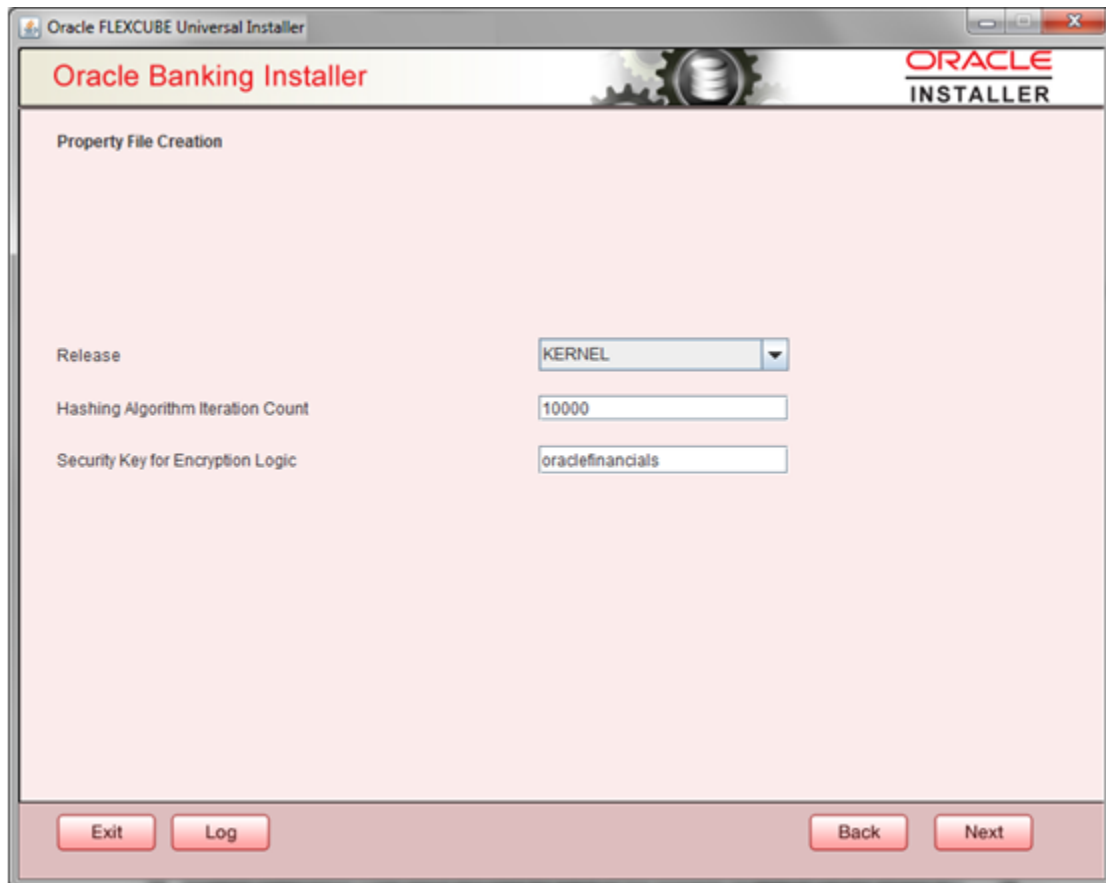 Oracle FLEXCUBE Universal Installer
Oracle Banking Installer
ORACLE
INSTALLER
Property File Creation
Release KERNEL
Hashing Algorithm Iteration Count 10000
Security Key for Encryption Logic oraclefinancials
Exit Log Back Next